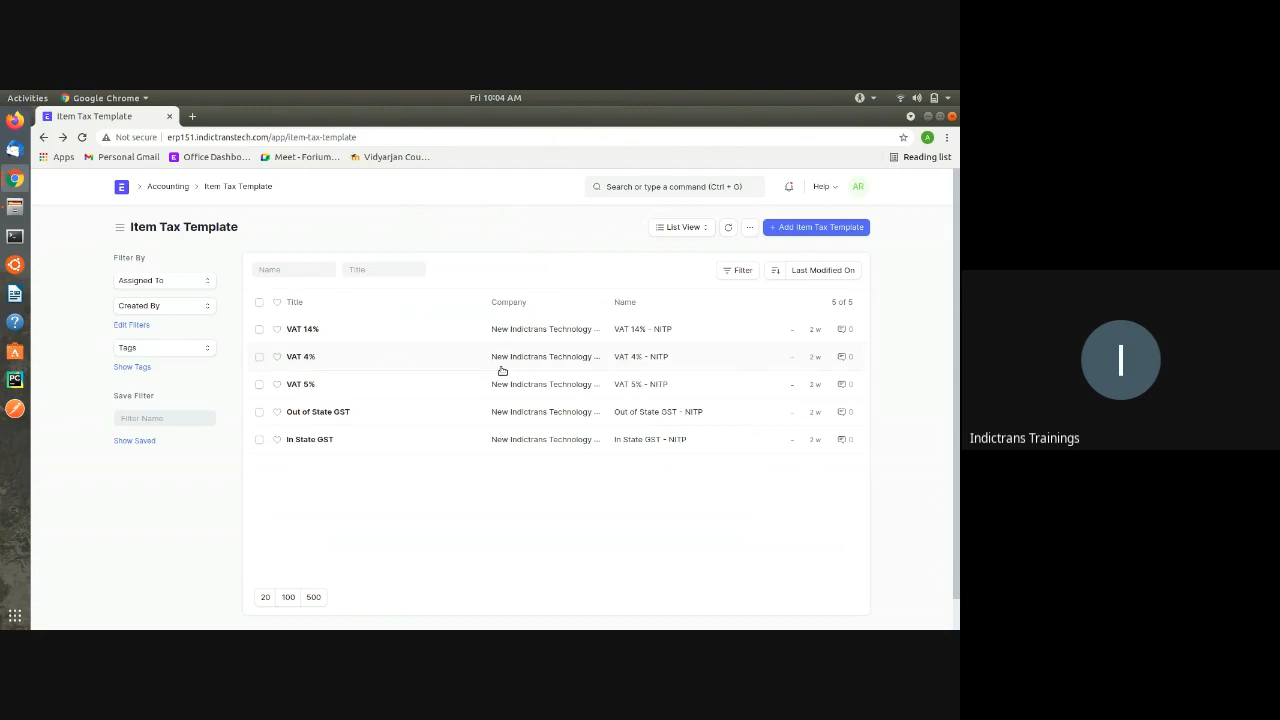 Activities
Google Chrome
Fri 10:04 AM
Item Tax Template
Not secure
erp151.indictranstech.com/app/item-tax-template
A
Apps
Personal Gmail
Office Dashbo...
Meet - Forium...
Vidyarjan Cou...
Reading list
E
Accounting
Item Tax Template
Search or type a command (Ctrl + G)
Help
AR
Item Tax Template
List View
+ Add Item Tax Template
Filter By
Assigned To
Created By
Edit Filters
Tags
Show Tags
Save Filter
Filter Name
Show Saved
Name
Title
Filter
Last Modified On
Title Company Name 5 of 5
VAT 14% New Indictrans Technology ... VAT 14% - NITP - 2 w 0
VAT 4% New Indictrans Technology ... VAT 4% - NITP - 2 w 0
VAT 5% New Indictrans Technology ... VAT 5% - NITP - 2 w 0
Out of State GST New Indictrans Technology ... Out of State GST - NITP - 2 w 0
In State GST New Indictrans Technology ... In State GST - NITP - 2 w 0
20 100 500
PC
I
Indictrans Trainings